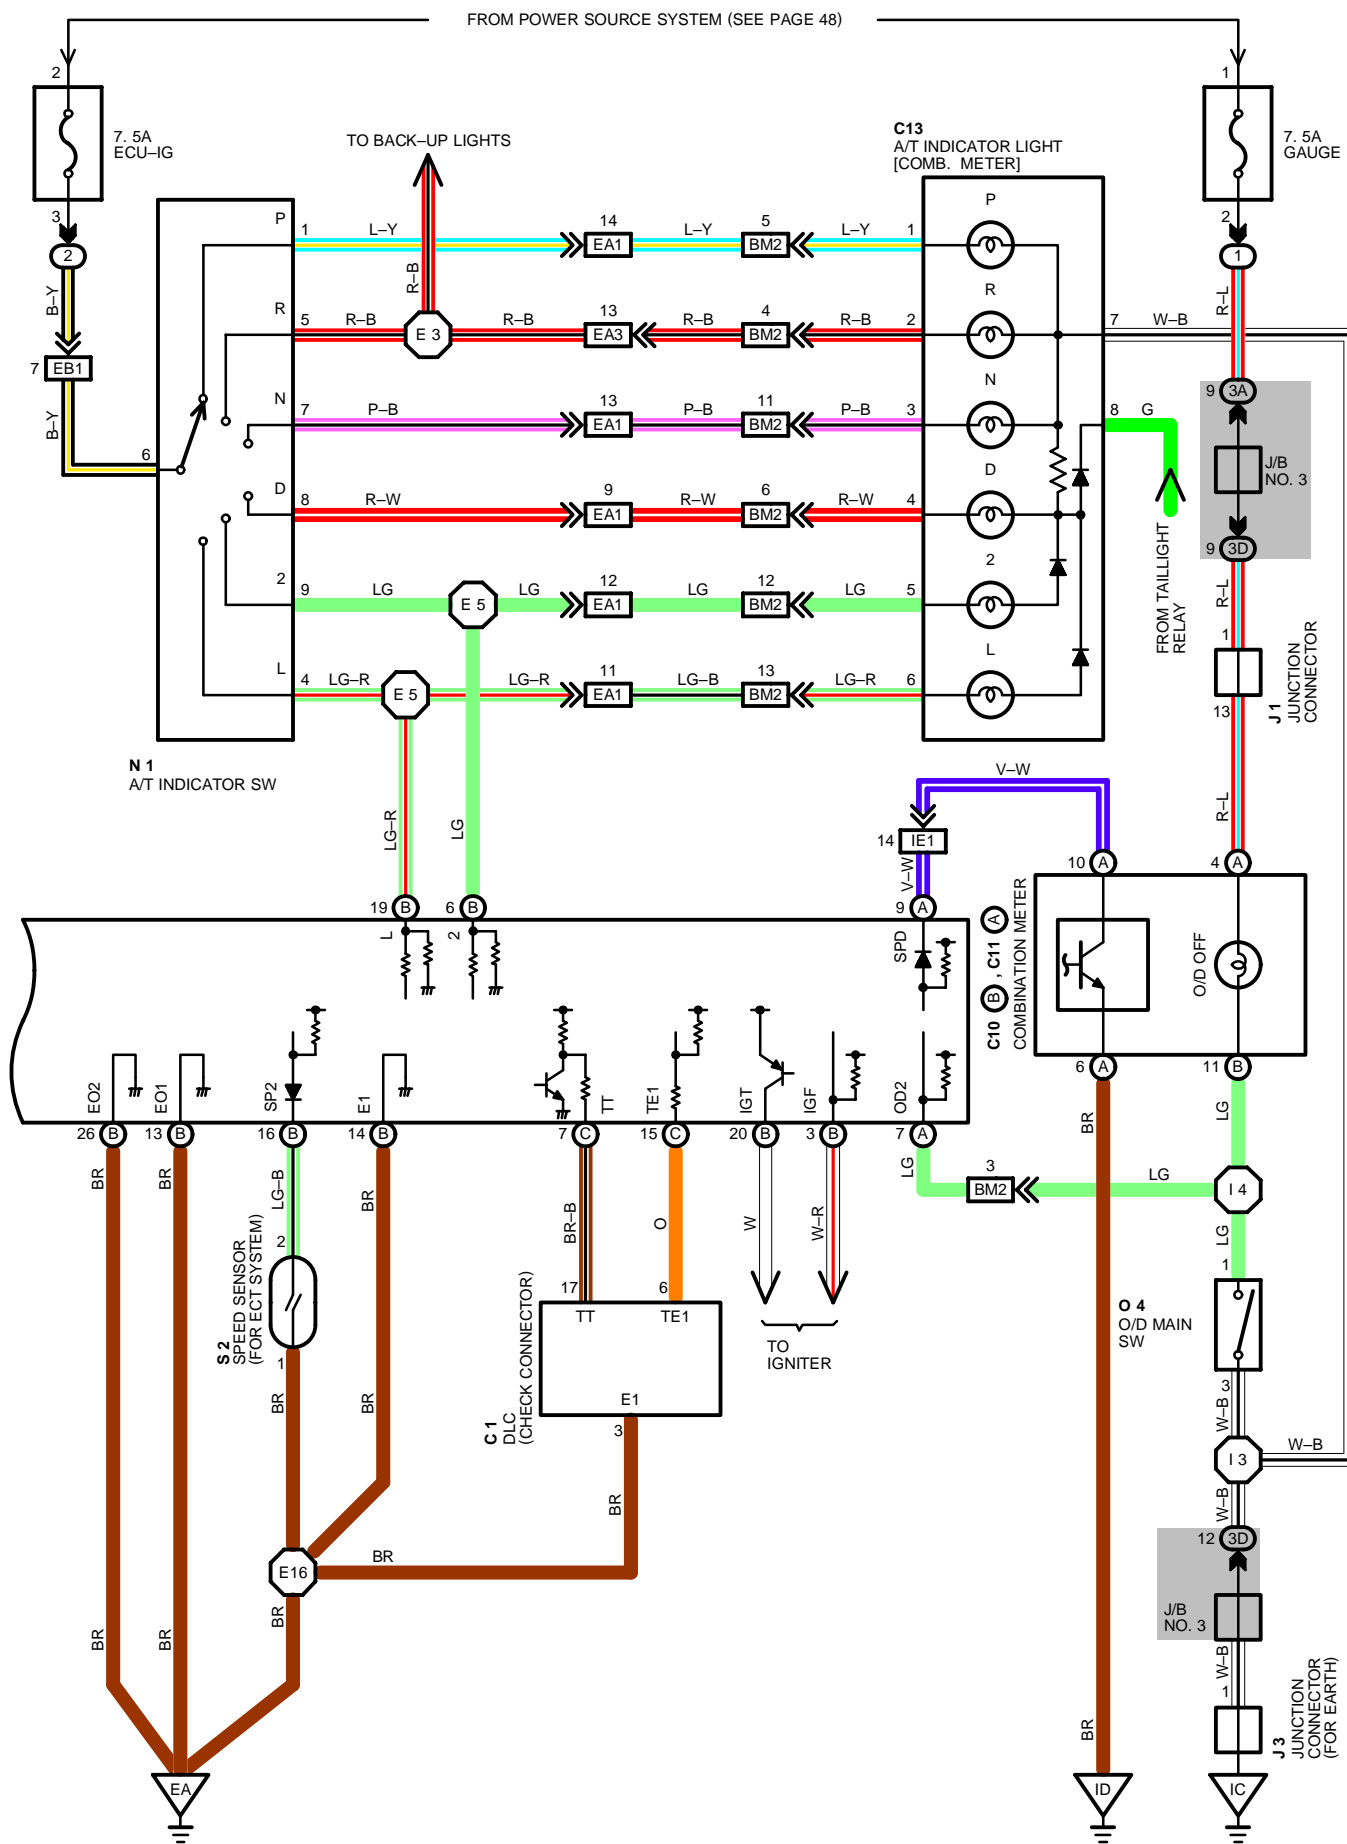 FROM POWER SOURCE SYSTEM (SEE PAGE 48)
2
1
7. 5A
ECU–IG
TO BACK–UP LIGHTS
C13
A/T INDICATOR LIGHT
[COMB. METER]
7. 5A
GAUGE
3
2
2
1
B–Y
R–L
7
EB1
B–Y
6
P
1
L–Y
14
EA1
L–Y
5
BM2
L–Y
1
P
R–B
R
5
R–B
E 3
R–B
13
EA3
R–B
4
BM2
R–B
2
R
7
W–B
N
7
P–B
13
EA1
P–B
11
BM2
P–B
3
N
8
G
D
8
R–W
9
EA1
R–W
6
BM2
R–W
4
D
2
9
LG
E 5
LG
12
EA1
LG
12
BM2
LG
5
2
L
4
LG–R
E 5
LG–R
11
EA1
LG–B
13
BM2
LG–R
6
L
9
3A
J/B
NO. 3
9
3D
FROM TAILLIGHT
RELAY
R–L
1
13
J 1
JUNCTION
CONNECTOR
R–L
N 1
A/T INDICATOR SW
LG–R
LG
V–W
14
IE1
V–W
10
A
4
A
19
B
6
B
9
A
L
2
SPD
C10 B , C11 A
COMBINATION METER
O/D OFF
EO2
EO1
SP2
E1
TT
TE1
IGT
IGF
OD2
6
A
11
B
26
B
13
B
16
B
14
B
7
C
15
C
20
B
3
B
7
A
BR
BR
LG–B
BR
BR–B
O
W
W–R
LG
3
BM2
LG
BR
LG
I 4
LG
2
1
S 2
SPEED SENSOR
(FOR ECT SYSTEM)
1
BR
BR
17
6
TT
TE1
E1
3
C 1
DLC
(CHECK CONNECTOR)
TO
IGNITER
O 4
O/D MAIN
SW
3
W–B
I 3
W–B
W–B
BR
BR
E16
BR
BR
BR
12
3D
J/B
NO. 3
W–B
1
J 3
JUNCTION
CONNECTOR
(FOR EARTH)
BR
EA
ID
IC